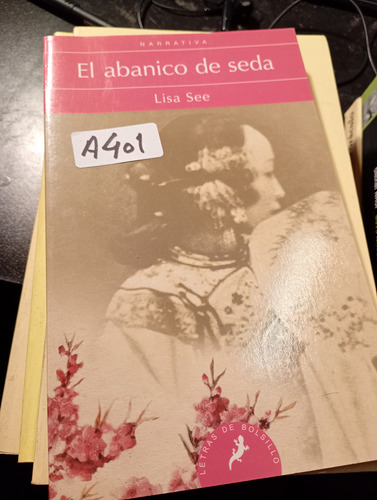 NARRATIVA
El abanico de seda
Lisa See
A401
LETRAS DE BOLSILLO